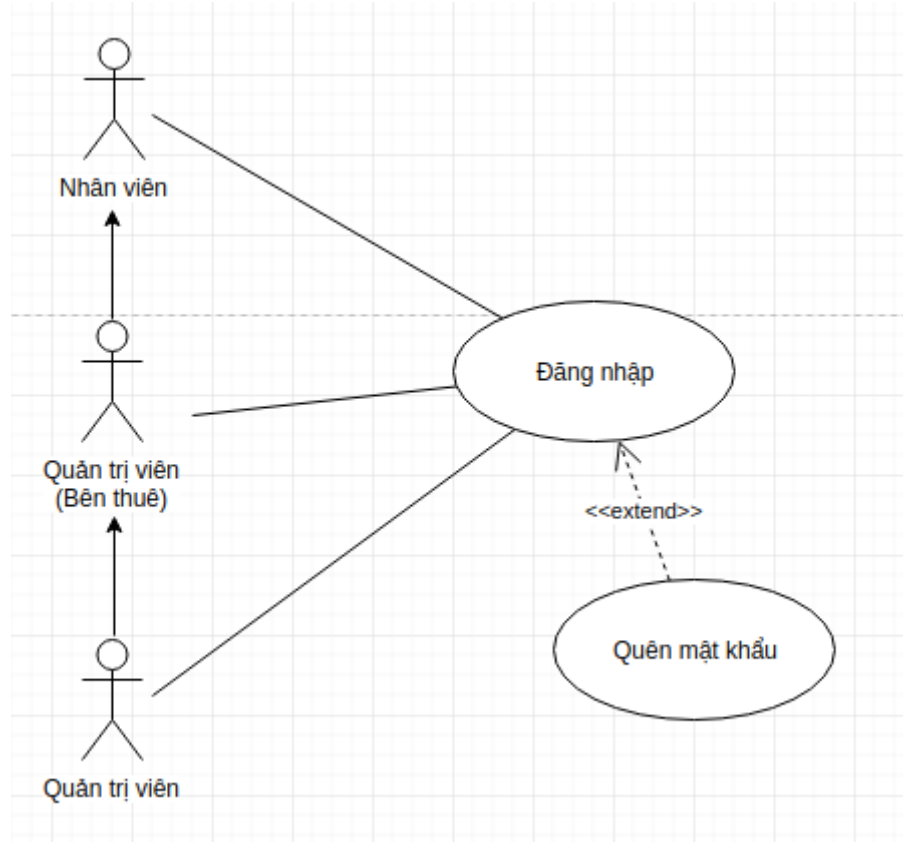 Nhân viên
Đăng nhập
Quản trị viên
(Bên thuê)
<<extend>>
Quên mật khẩu
Quản trị viên